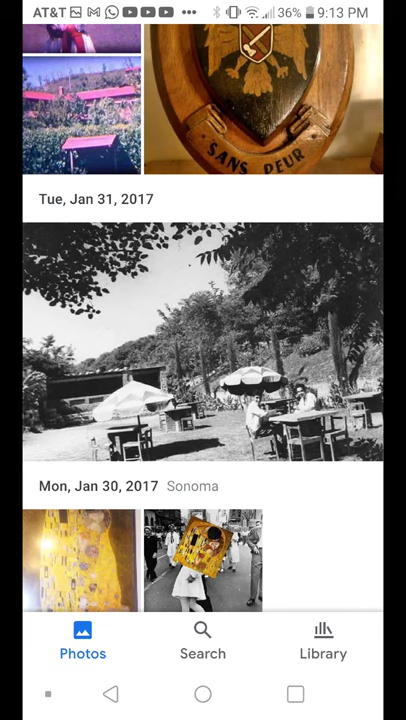 AT&T 36% 9:13 PM
SANS PEUR
Tue, Jan 31, 2017
Mon, Jan 30, 2017 Sonoma
Photos Search Library